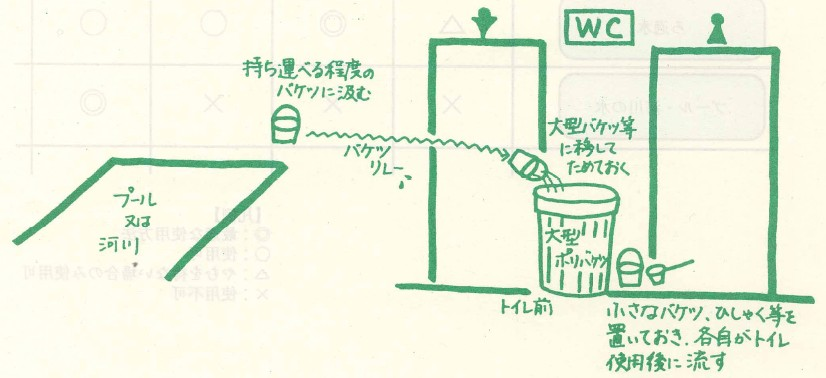 WC
持ち運べる程度の
バケツに汲む
バケツ
リレー
大型バケツ等
に移して
ためておく
プール
又は
河川
大型
ポリバケツ
トイレ前
小さなバケツ、ひしゃく等を
置いておき、各自がトイレ
使用後に流す